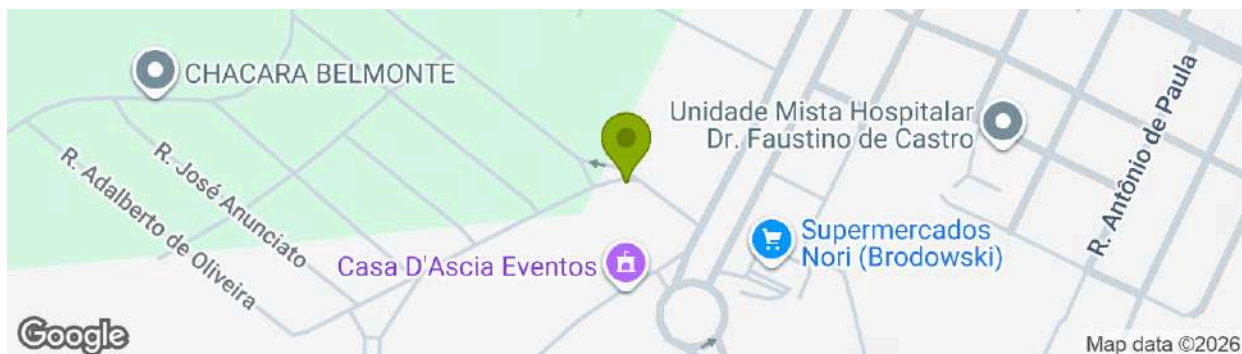 CHACARA BELMONTE
R. José Anunciato
R. Adalberto de Oliveira
Unidade Mista Hospitalar
Dr. Faustino de Castro
R. Antônio de Paula
Casa D'Ascia Eventos
Supermercados
Nori (Brodowski)
Google
Map data ©2026